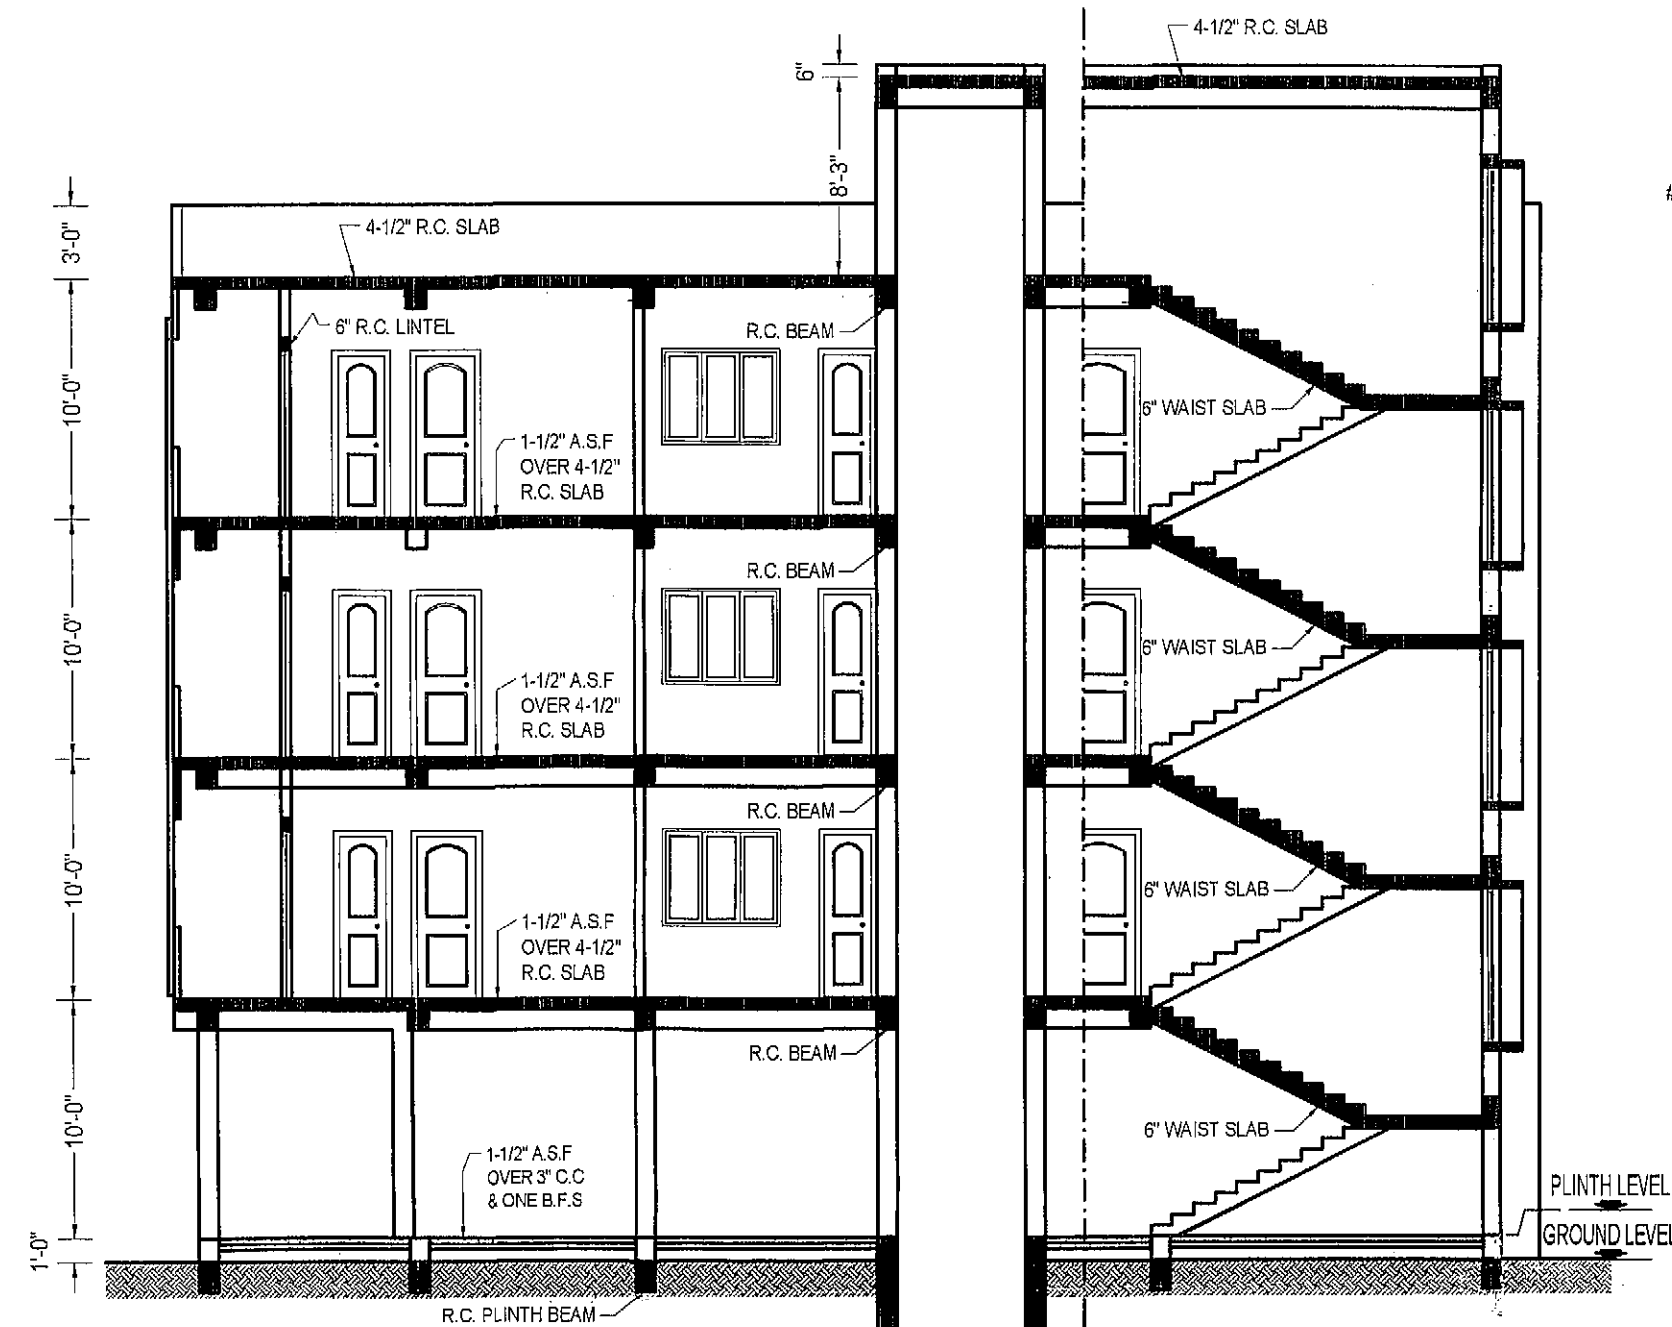 4-1/2" R.C. SLAB
6"
8'-3"
#
3'-0"
4-1/2" R.C. SLAB
6" R.C. LINTEL
R.C. BEAM
10'-0"
6" WAIST SLAB
1-1/2" A.S.F
OVER 4-1/2"
R.C. SLAB
R.C. BEAM
10'-0"
6" WAIST SLAB
1-1/2" A.S.F
OVER 4-1/2"
R.C. SLAB
R.C. BEAM
10'-0"
6" WAIST SLAB
1-1/2" A.S.F
OVER 4-1/2"
R.C. SLAB
R.C. BEAM
10'-0"
6" WAIST SLAB
1-1/2" A.S.F
OVER 3" C.C
& ONE B.F.S
PLINTH LEVEL
GROUND LEVEL
1'-0"
R.C. PLINTH BEAM